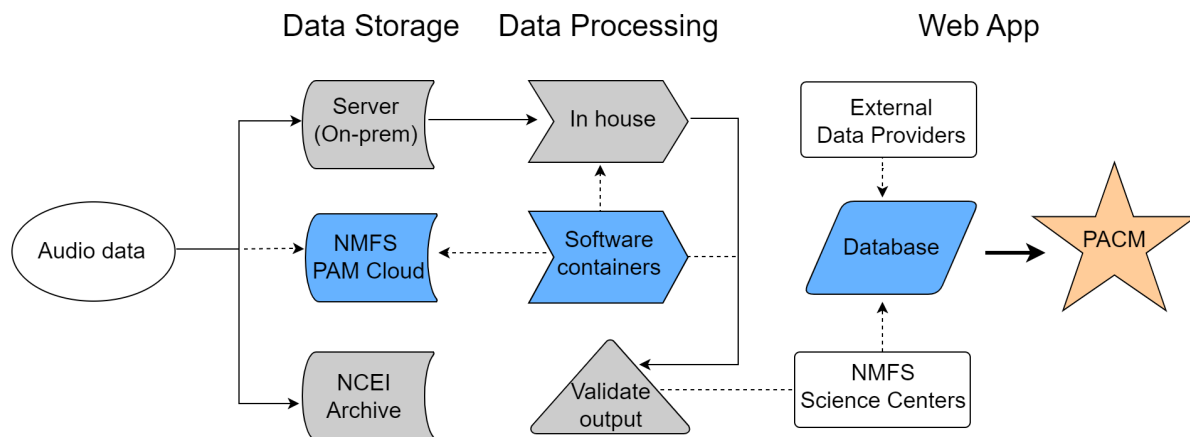 Data Storage
Data Processing
Web App
Audio data
Server
(On-prem)
In house
External
Data Providers
NMFS
PAM Cloud
Software
containers
Database
PACM
NCEI
Archive
Validate
output
NMFS
Science Centers